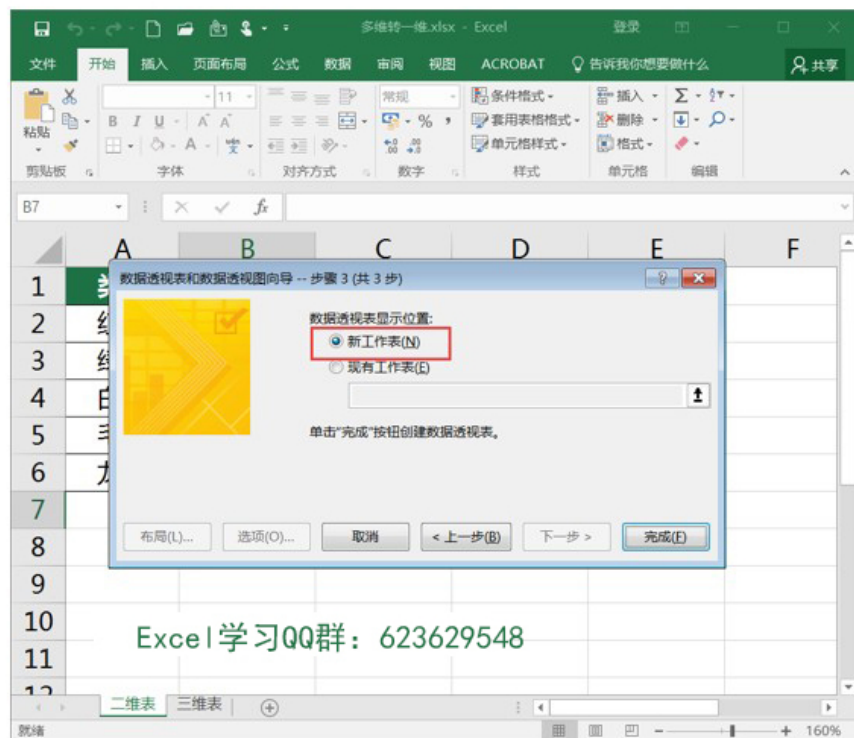 多维转一维.xlsx - Excel
登录
文件 开始 插入 页面布局 公式 数据 审阅 视图 ACROBAT 告诉我你想要做什么 共享
11 常规 条件格式 插入
粘贴 B I U A A % 套用表格格式 删除
A 单元格样式 格式
剪贴板 字体 对齐方式 数字 样式 单元格 编辑
B7 fx
A B C D E F
数据透视表和数据透视图向导 -- 步骤 3 (共 3 步)
1
数据透视表显示位置:
2
新工作表(N)
3
现有工作表(E)
4
单击"完成"按钮创建数据透视表。
5
6
7
布局(L)... 选项(O)... 取消 < 上一步(B) 下一步 > 完成(F)
8
9
10
Excel学习QQ群：623629548
11
12
二维表 三维表
就绪 160%